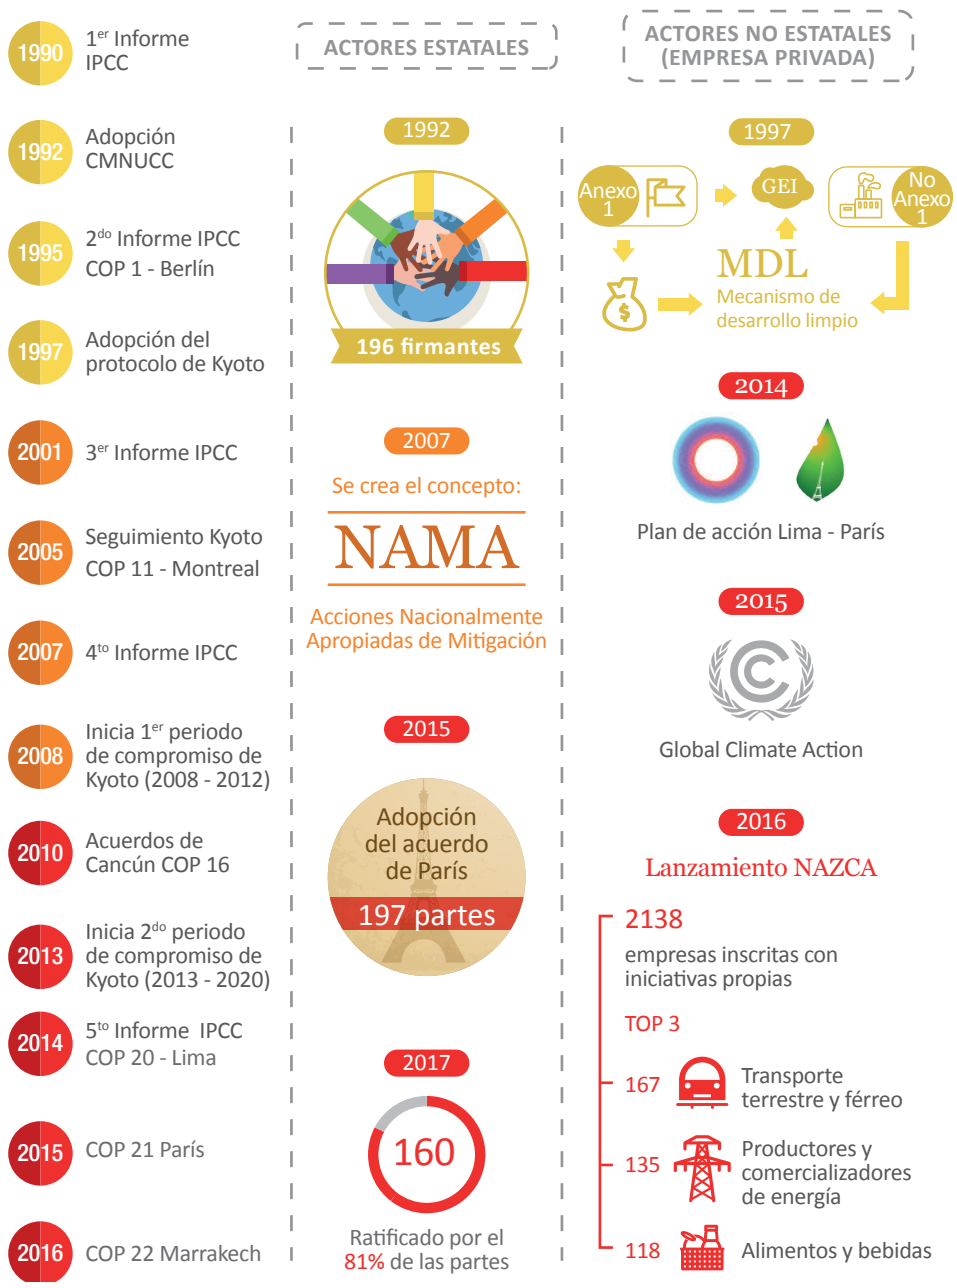 1990
1er Informe
IPCC
1992
Adopción
CMNUCC
1995
2do Informe IPCC
COP 1 - Berlín
1997
Adopción del
protocolo de Kyoto
2001
3er Informe IPCC
2005
Seguimiento Kyoto
COP 11 - Montreal
2007
4to Informe IPCC
2008
Inicia 1er periodo
de compromiso de
Kyoto (2008 - 2012)
2010
Acuerdos de
Cancún COP 16
2013
Inicia 2do periodo
de compromiso de
Kyoto (2013 - 2020)
2014
5to Informe IPCC
COP 20 - Lima
2015
COP 21 París
2016
COP 22 Marrakech
ACTORES ESTATALES
1992
196 firmantes
2007
Se crea el concepto:
NAMA
Acciones Nacionalmente
Apropiadas de Mitigación
2015
Adopción
del acuerdo
de París
197 partes
2017
160
Ratificado por el
81% de las partes
ACTORES NO ESTATALES
(EMPRESA PRIVADA)
1997
Anexo
1
GEI
No
Anexo
1
$
MDL
Mecanismo de
desarrollo limpio
2014
Plan de acción Lima - París
2015
Global Climate Action
2016
Lanzamiento NAZCA
2138
empresas inscritas con
iniciativas propias
TOP 3
167
Transporte
terrestre y férreo
135
Productores y
comercializadores
de energía
118
Alimentos y bebidas